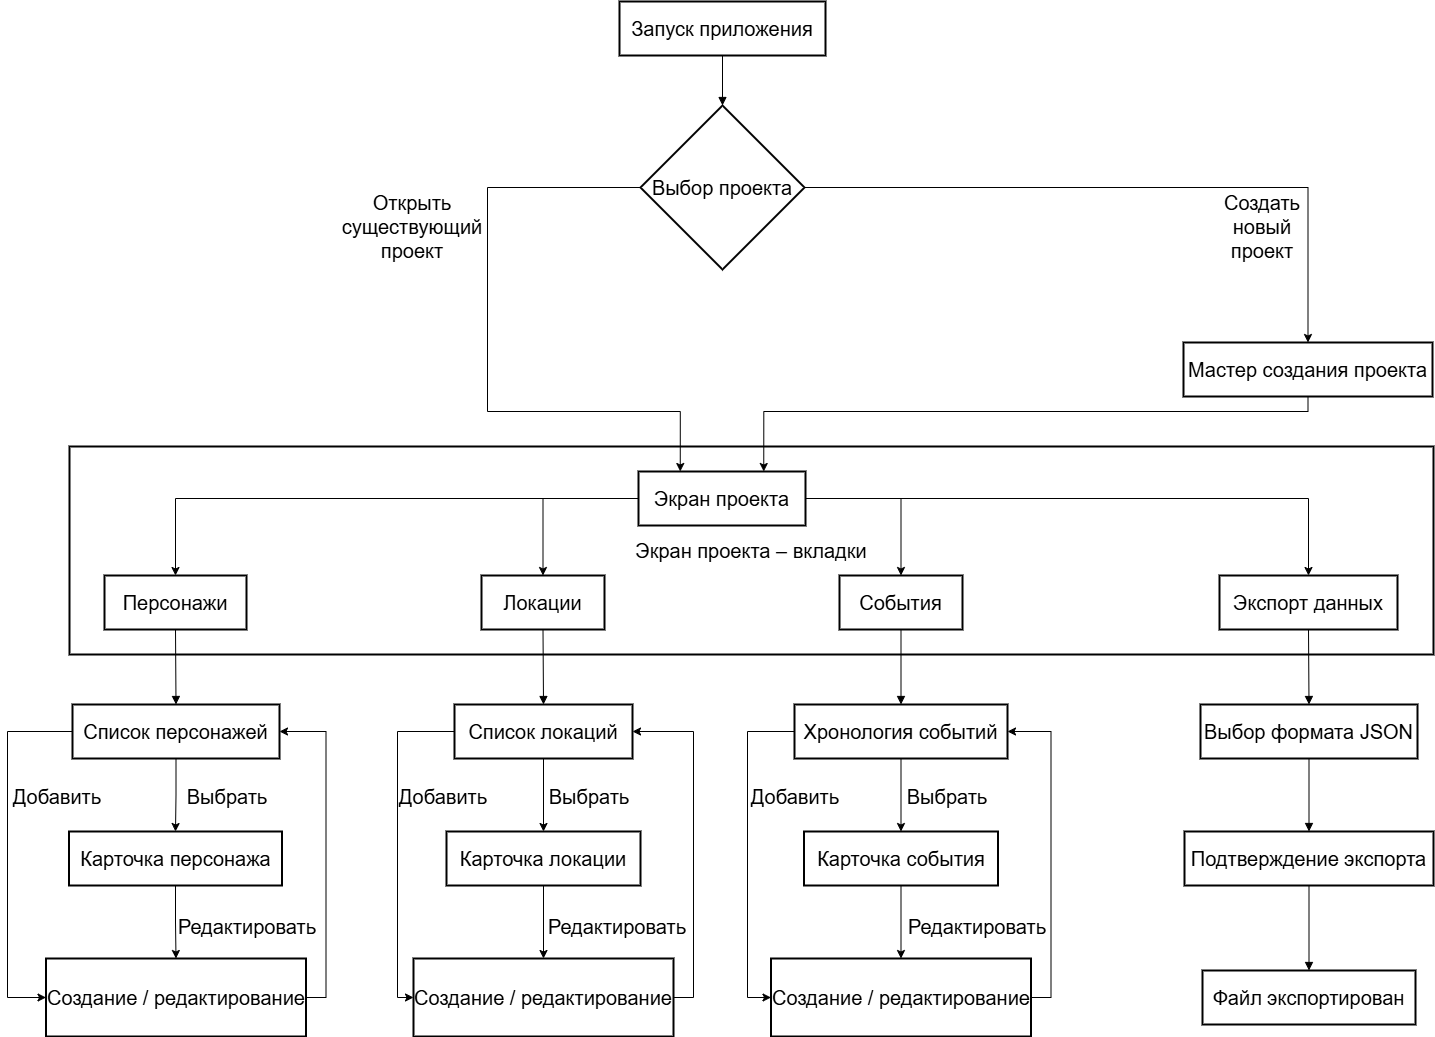 Запуск приложения
Выбор проекта
Открыть
существующий
проект
Создать
новый
проект
Мастер создания проекта
Экран проекта
Экран проекта – вкладки
Персонажи
Локации
События
Экспорт данных
Список персонажей
Список локаций
Хронология событий
Выбор формата JSON
Добавить
Выбрать
Добавить
Выбрать
Добавить
Выбрать
Карточка персонажа
Карточка локации
Карточка события
Подтверждение экспорта
Редактировать
Редактировать
Редактировать
Создание / редактирование
Создание / редактирование
Создание / редактирование
Файл экспортирован